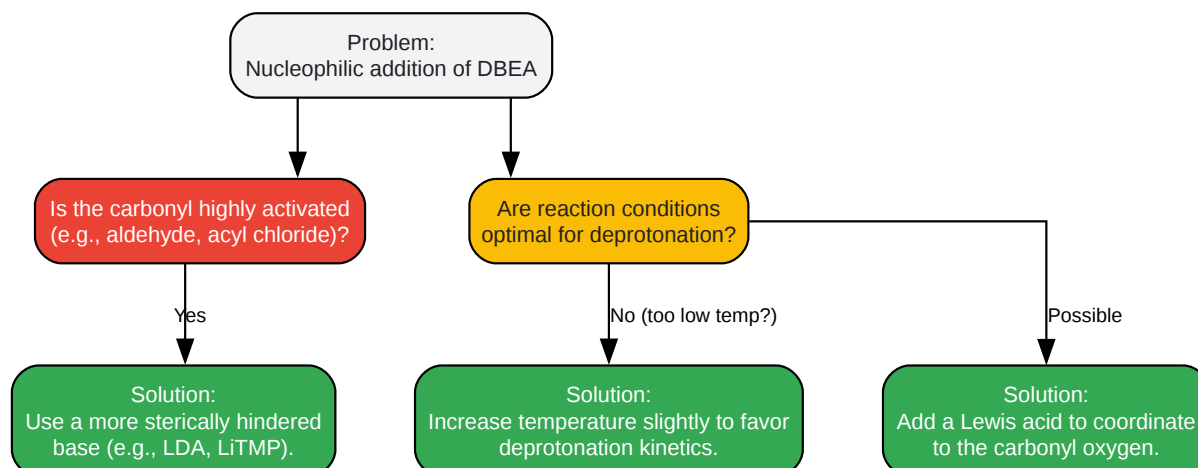 Problem:
Nucleophilic addition of DBEA
Is the carbonyl highly activated
(e.g., aldehyde, acyl chloride)?
Are reaction conditions
optimal for deprotonation?
Yes
No (too low temp?)
Possible
Solution:
Use a more sterically hindered
base (e.g., LDA, LiTMP).
Solution:
Increase temperature slightly to favor
deprotonation kinetics.
Solution:
Add a Lewis acid to coordinate
to the carbonyl oxygen.